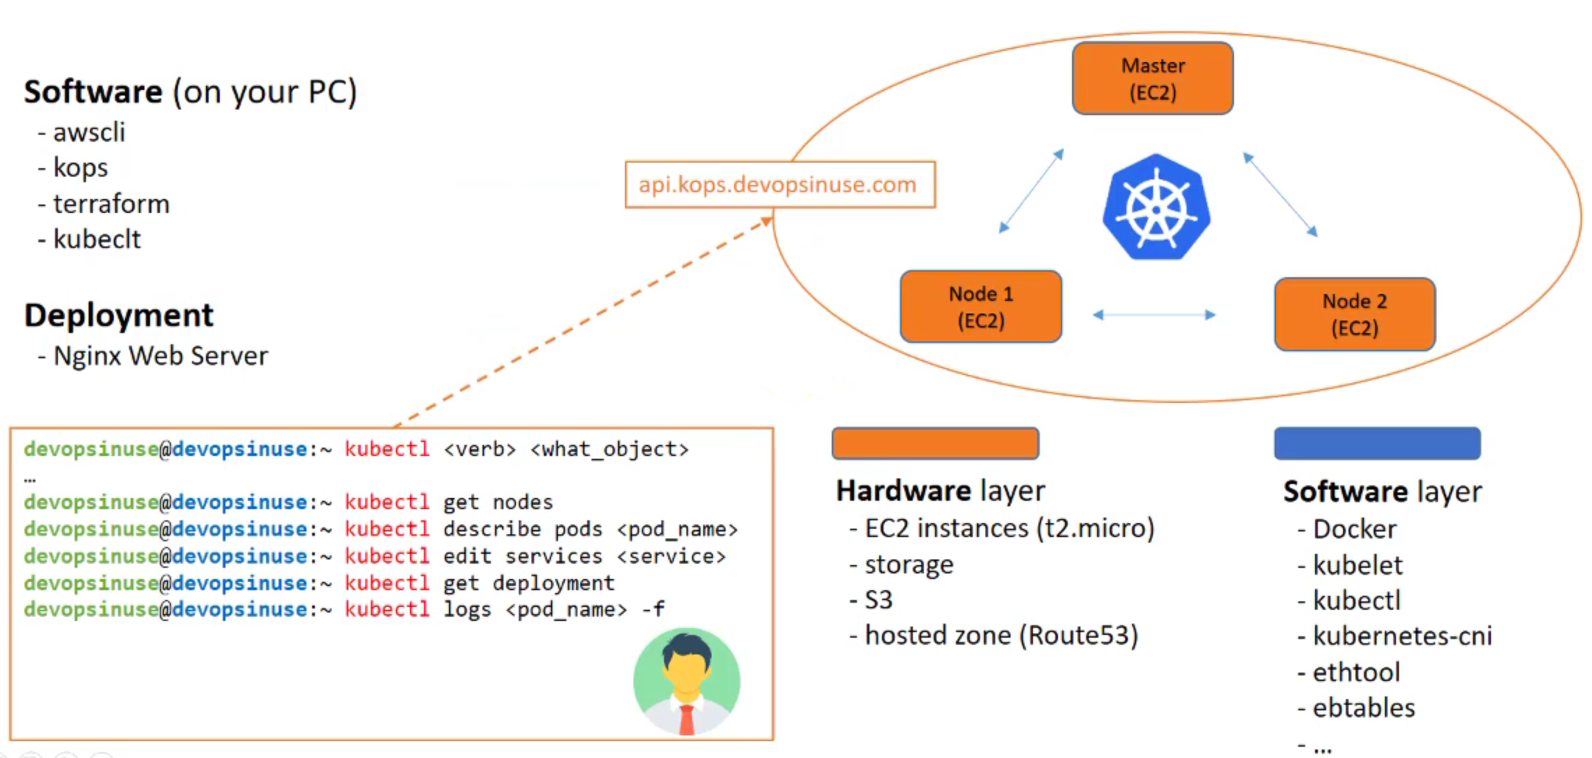 Software (on your PC)
- awscli
- kops
- terraform
- kubeclt
Deployment
- Nginx Web Server
api.kops.devopsinuse.com
Master
(EC2)
Node 1
(EC2)
Node 2
(EC2)
devopsinuse@devopsinuse:~ kubectl <verb> <what_object>
…
devopsinuse@devopsinuse:~ kubectl get nodes
devopsinuse@devopsinuse:~ kubectl describe pods <pod_name>
devopsinuse@devopsinuse:~ kubectl edit services <service>
devopsinuse@devopsinuse:~ kubectl get deployment
devopsinuse@devopsinuse:~ kubectl logs <pod_name> -f
Hardware layer
- EC2 instances (t2.micro)
- storage
- S3
- hosted zone (Route53)
Software layer
- Docker
- kubelet
- kubectl
- kubernetes-cni
- ethtool
- ebtables
- ...